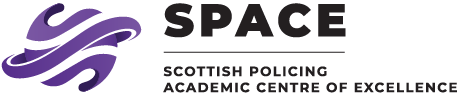 SPACE
SCOTTISH POLICING
ACADEMIC CENTRE OF EXCELLENCE